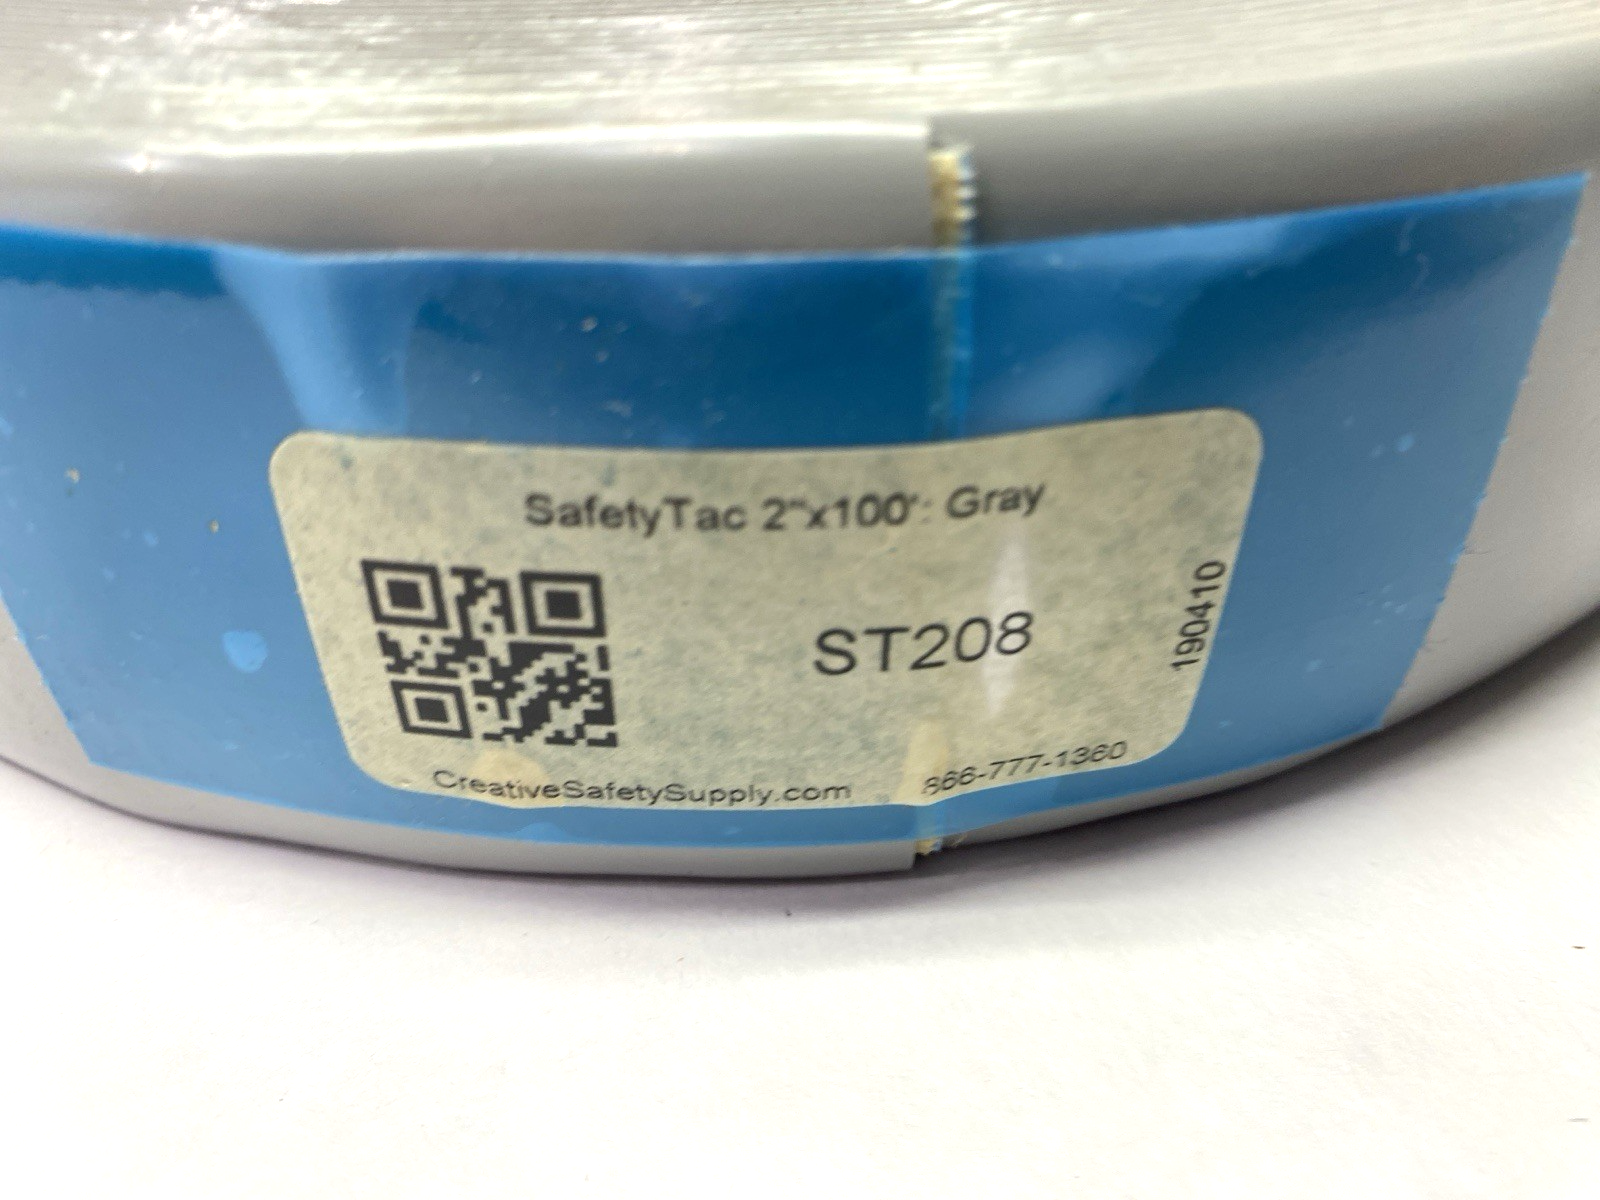 SafetyTac 2"x100': Gray
ST208
190410
CreativeSafetySupply.com 866-777-1360